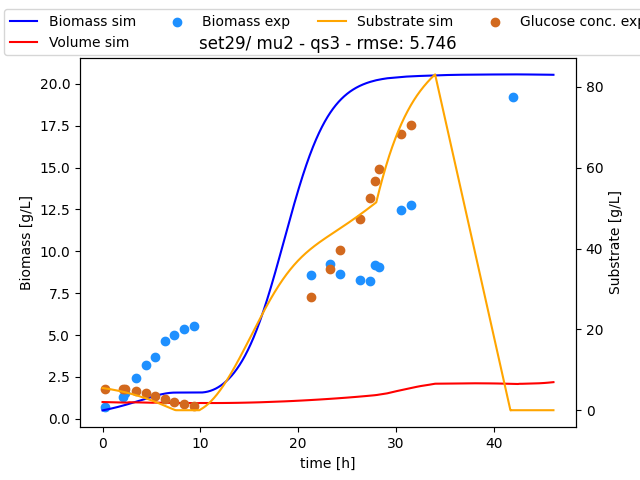 Biomass sim Biomass exp Substrate sim Glucose conc. exp
Volume sim
set29/ mu2 - qs3 - rmse: 5.746
20.0
17.5
15.0
12.5
10.0
7.5
5.0
2.5
0.0
Biomass [g/L]
80
60
40
20
0
Substrate [g/L]
0 10 20 30 40
time [h]